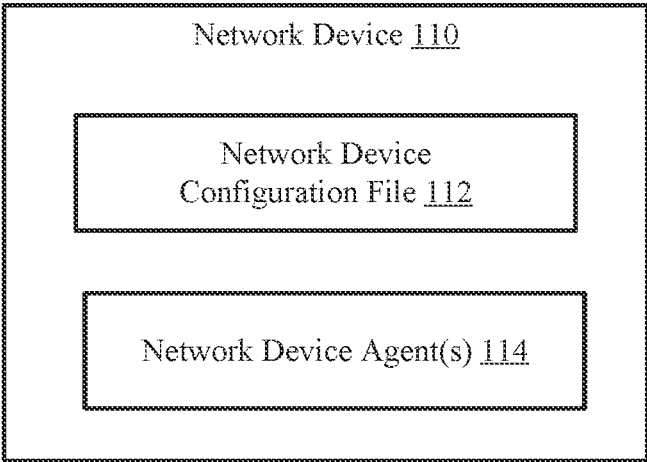 Network Device 110
Network Device
Configuration File 112
Network Device Agent(s) 114